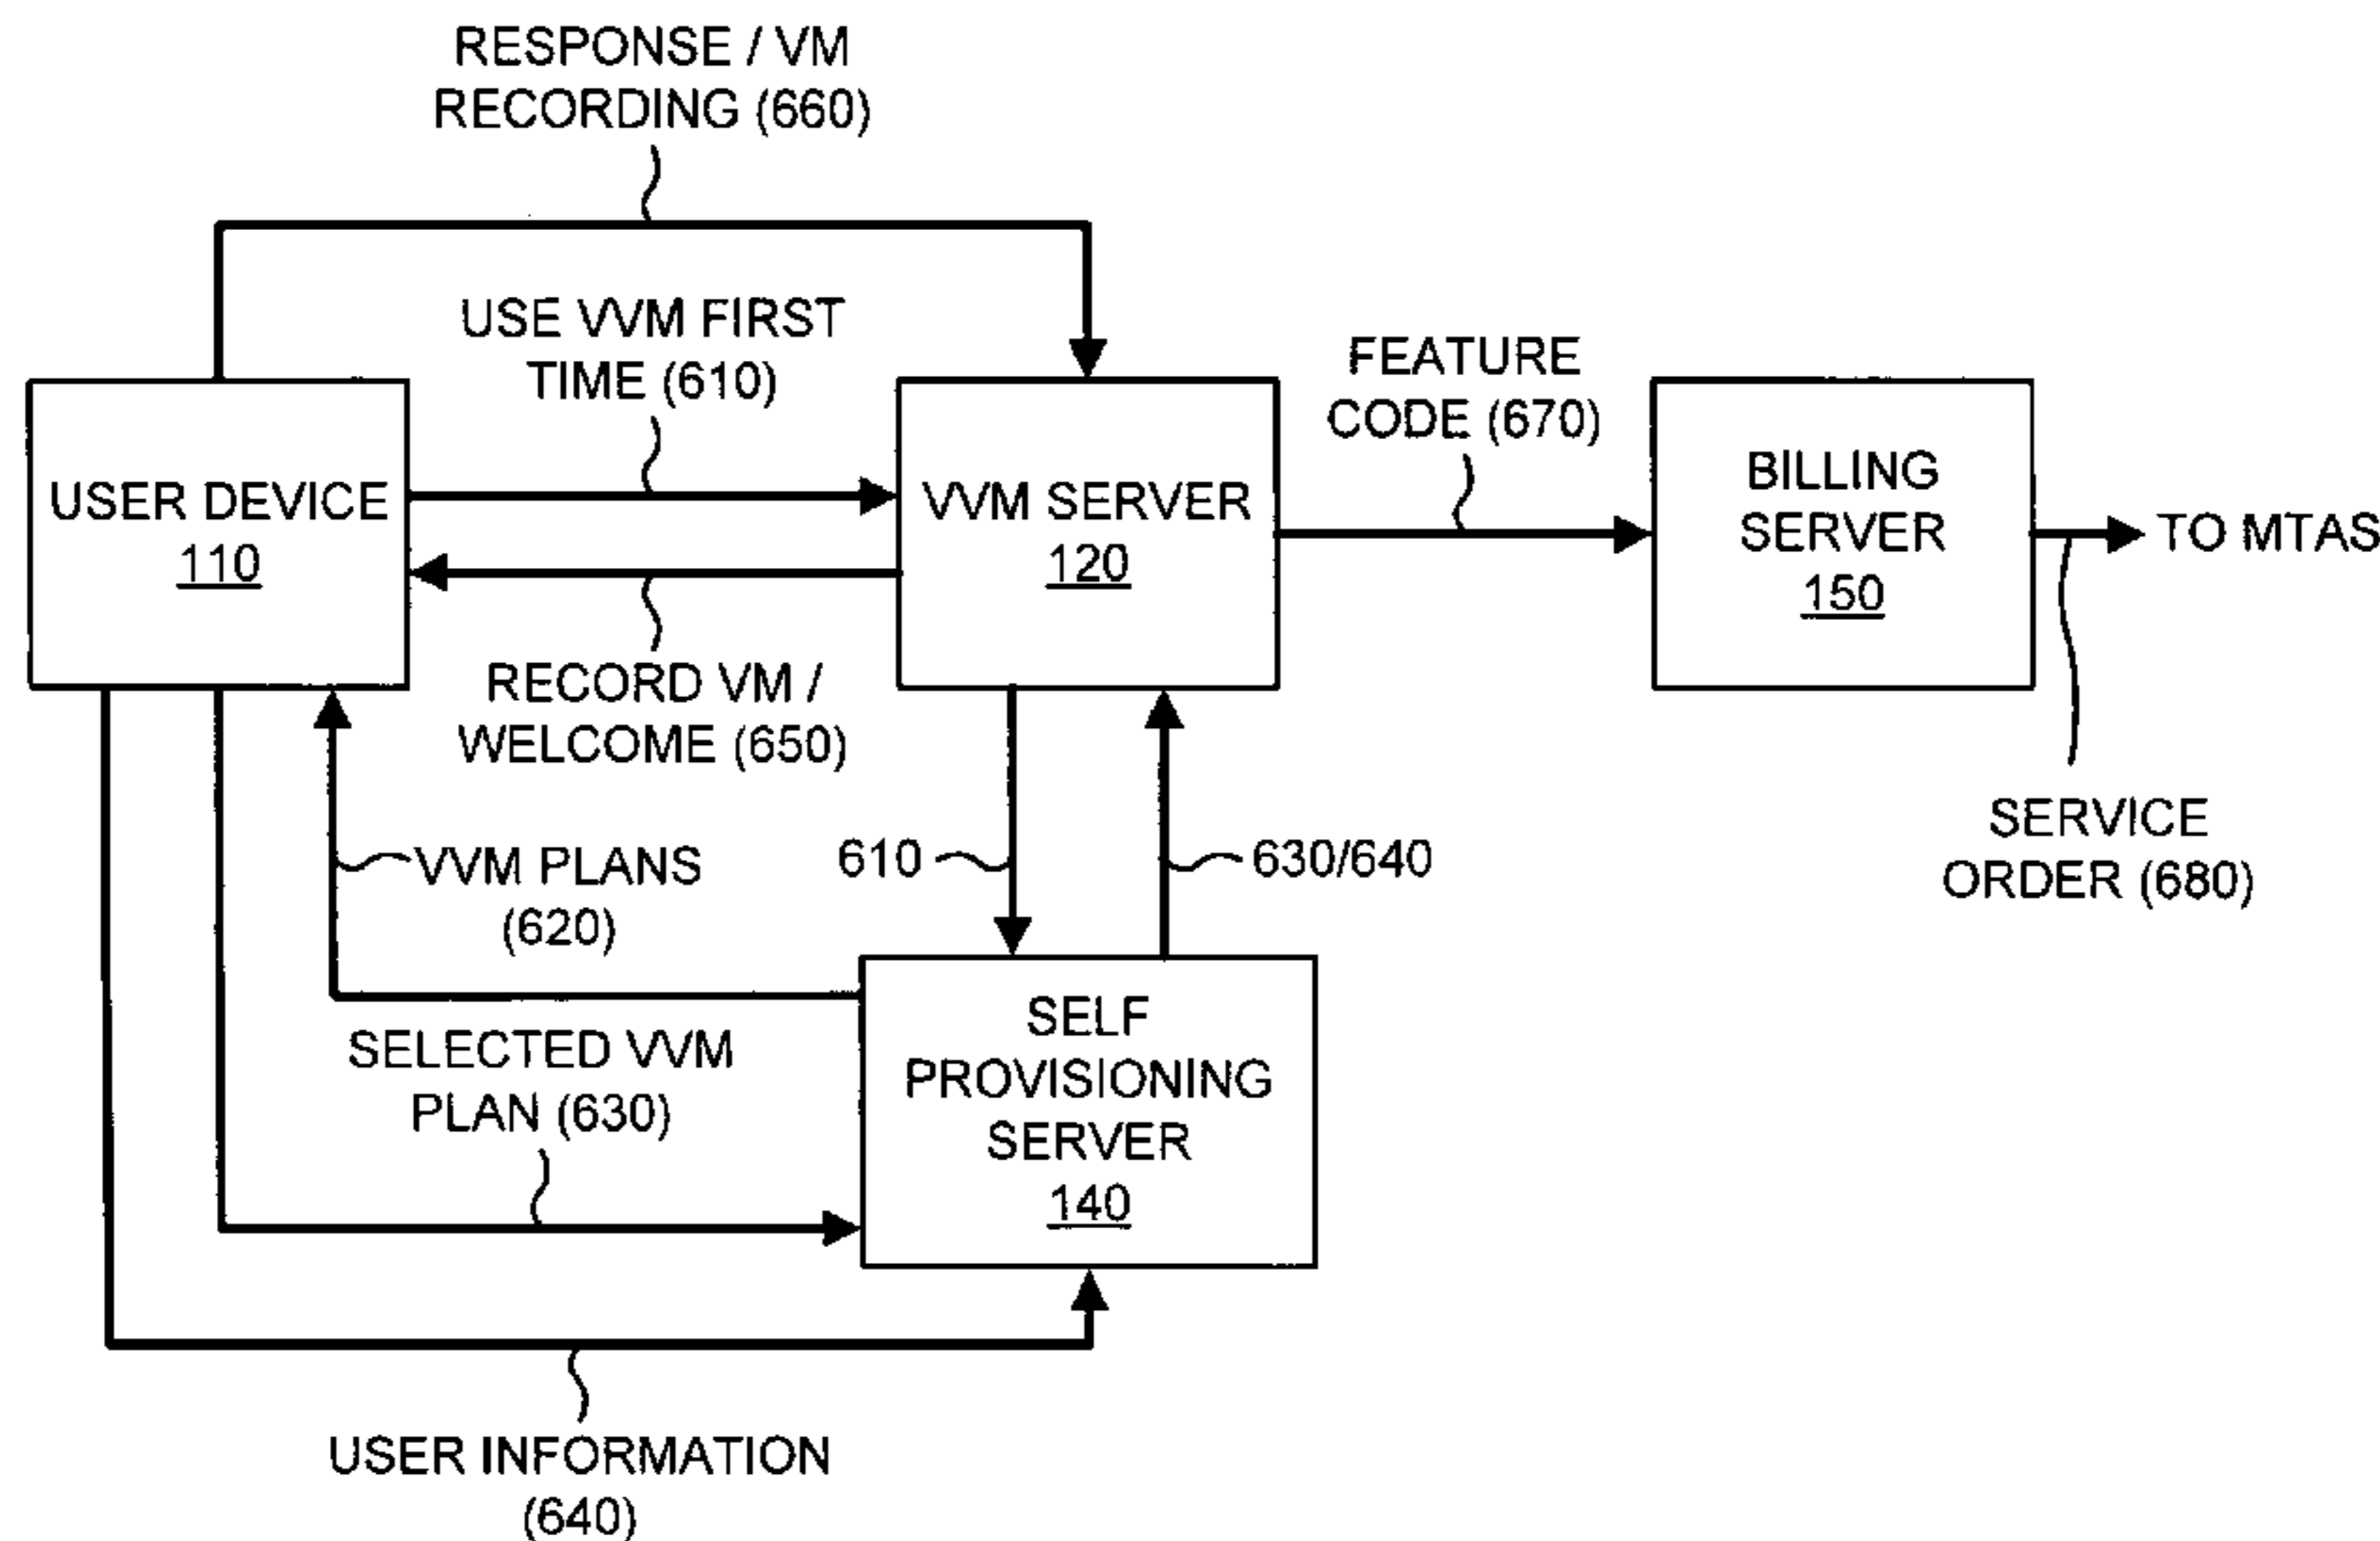 RESPONSE / VM
RECORDING (660)
USE VVM FIRST
TIME (610)
FEATURE
CODE (670)
USER DEVICE
110
VVM SERVER
120
BILLING
SERVER
150
TO MTAS
RECORD VM /
WELCOME (650)
VVM PLANS
(620)
610
630/640
SERVICE
ORDER (680)
SELECTED VVM
PLAN (630)
SELF
PROVISIONING
SERVER
140
USER INFORMATION
(640)